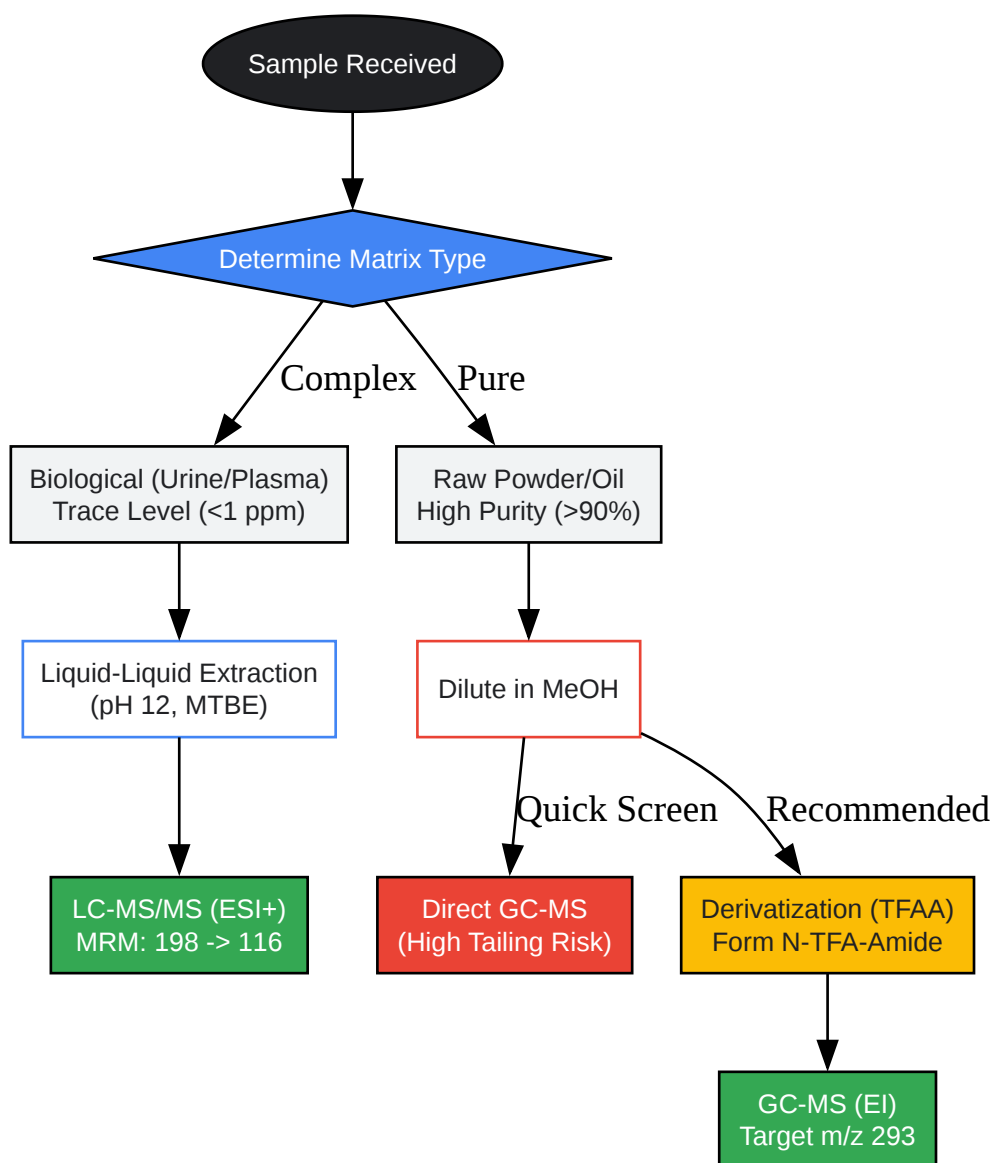 Sample Received
Determine Matrix Type
Complex
Pure
Biological (Urine/Plasma)
Trace Level (<1 ppm)
Raw Powder/Oil
High Purity (>90%)
Liquid-Liquid Extraction
(pH 12, MTBE)
Dilute in MeOH
Quick Screen
Recommended
LC-MS/MS (ESI+)
MRM: 198 -> 116
Direct GC-MS
(High Tailing Risk)
Derivatization (TFAA)
Form N-TFA-Amide
GC-MS (EI)
Target m/z 293